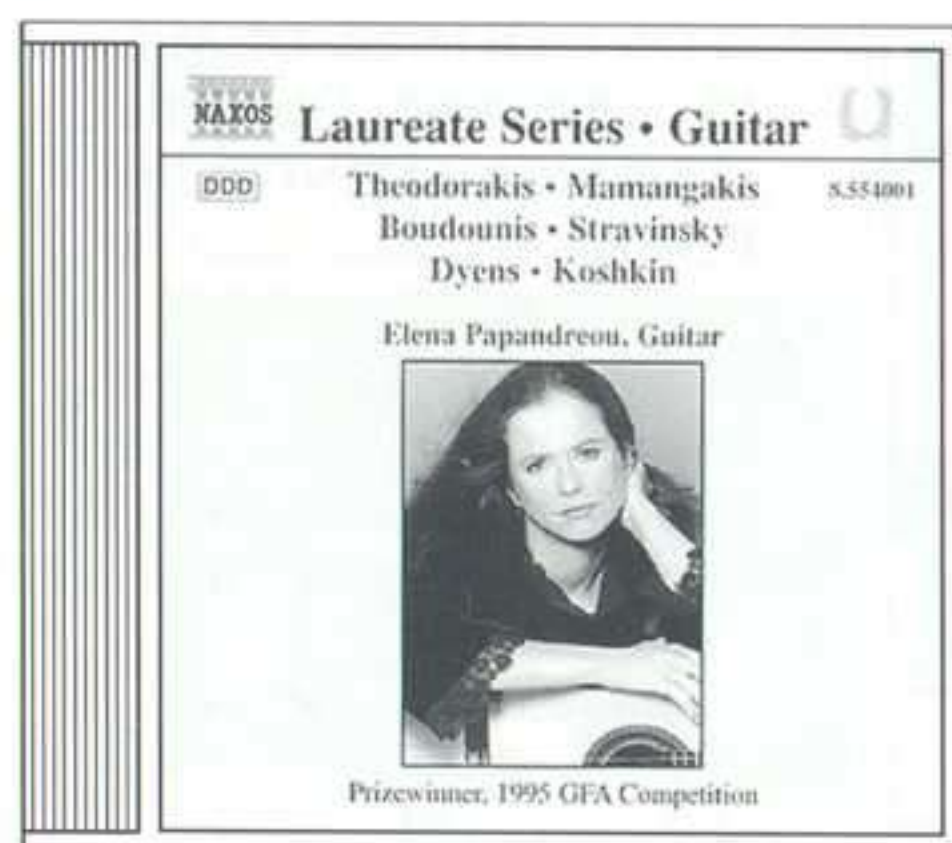 NAXOS
Laureate Series • Guitar
DDD
Theodorakis • Mamangakis
8.554001
Boudounis • Stravinsky
Dyens • Koshkin
Elena Papandreou, Guitar
Prizewinner, 1995 GFA Competition